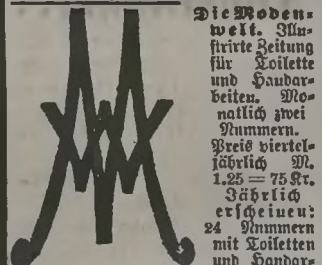 Die Moden=
welt. Illu=
strirte Zeitung
für Toilette
und Handar=
beiten. Mo=
natlich zwei
Nummern.
Preis viertel=
jährlich M.
1.25 = 75 Kr.
Jährlich
erscheinen:
24 Nummern
mit Toiletten
und Handar=